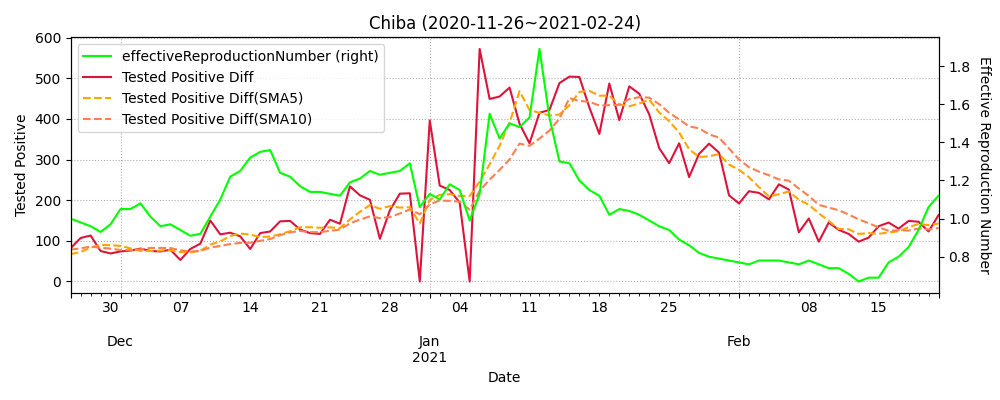 Chiba (2020-11-26~2021-02-24)
effectiveReproductionNumber (right)
Tested Positive Diff
Tested Positive Diff(SMA5)
Tested Positive Diff(SMA10)
Tested Positive
600
500
400
300
200
100
0
Effective Reproduction Number
1.8
1.6
1.4
1.2
1.0
0.8
30 07 14 21 28 04 11 18 25 08 15
Dec Jan Feb
2021
Date